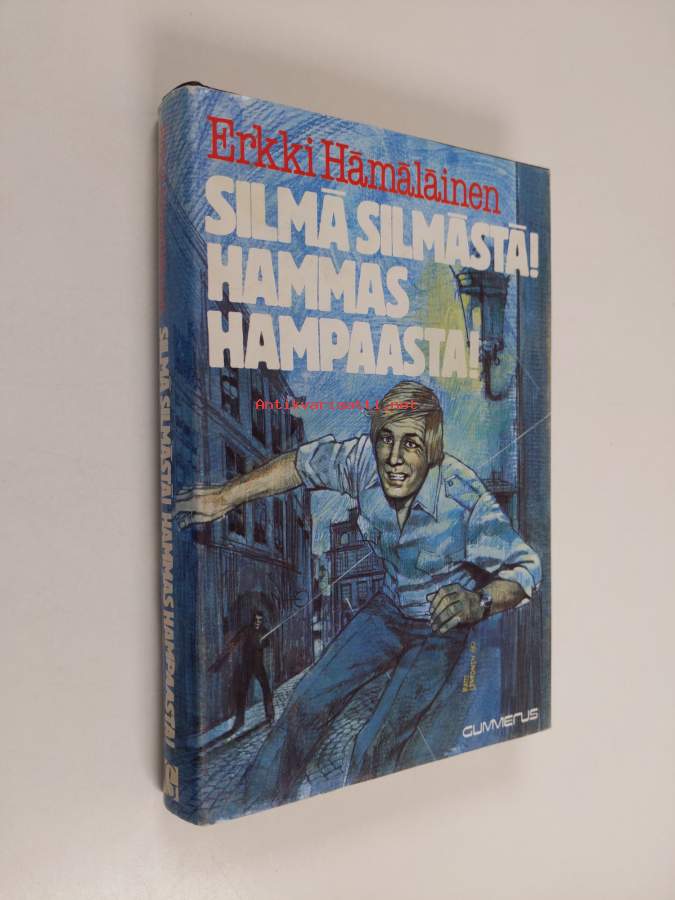 Erkki Hämäläinen
SILMÄ SILMÄSTÄ!
HAMMAS
HAMPAASTA!
Antikvariaatti.net
GUMMERUS
SILMÄ SILMÄSTÄ! HAMMAS HAMPAASTA!